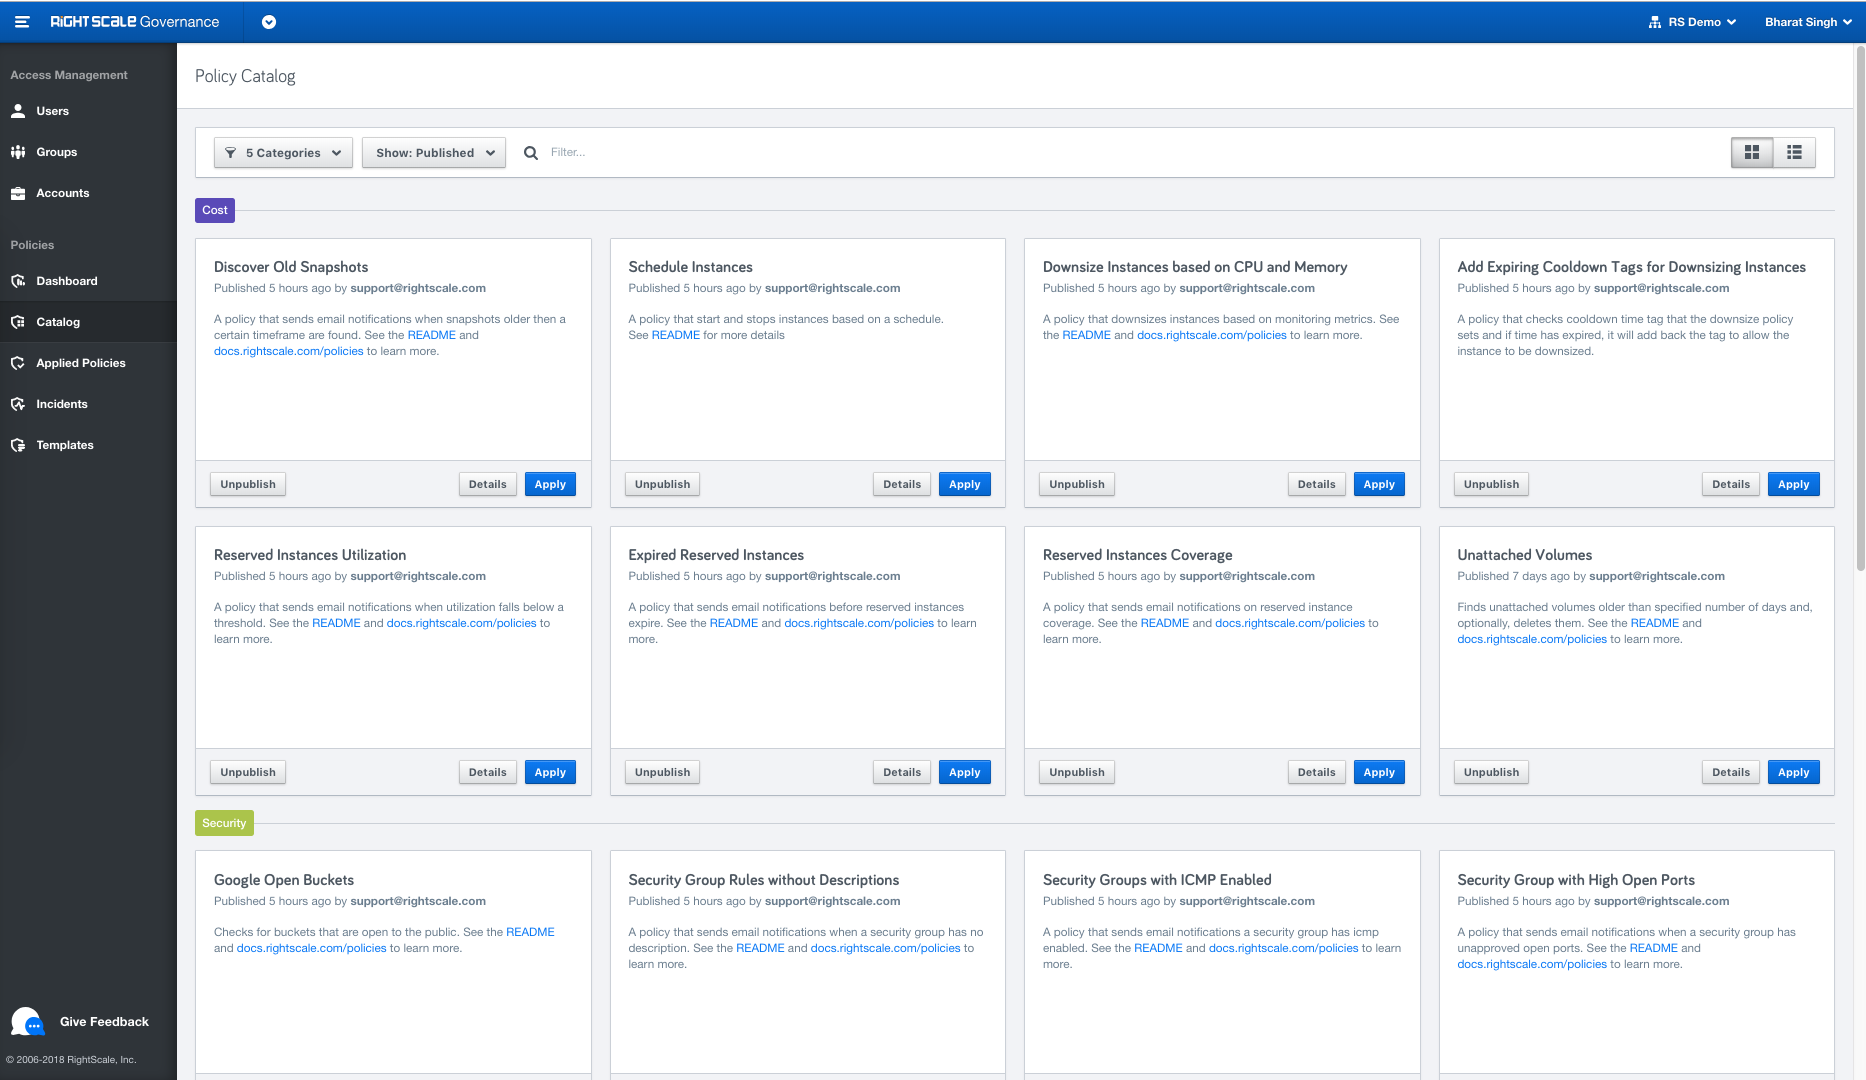 RIGHTSCALE Governance
RS Demo
Bharat Singh
Access Management
Users
Groups
Accounts
Policies
Dashboard
Catalog
Applied Policies
Incidents
Templates
Give Feedback
© 2006-2018 RightScale, Inc.
Policy Catalog
5 Categories
Show: Published
Filter...
Cost
Discover Old Snapshots
Published 5 hours ago by support@rightscale.com
A policy that sends email notifications when snapshots older then a
certain timeframe are found. See the README and
docs.rightscale.com/policies to learn more.
Unpublish
Details
Apply
Schedule Instances
Published 5 hours ago by support@rightscale.com
A policy that start and stops instances based on a schedule.
See README for more details
Unpublish
Details
Apply
Downsize Instances based on CPU and Memory
Published 5 hours ago by support@rightscale.com
A policy that downsizes instances based on monitoring metrics. See
the README and docs.rightscale.com/policies to learn more.
Unpublish
Details
Apply
Add Expiring Cooldown Tags for Downsizing Instances
Published 5 hours ago by support@rightscale.com
A policy that checks cooldown time tag that the downsize policy
sets and if time has expired, it will add back the tag to allow the
instance to be downsized.
Unpublish
Details
Apply
Reserved Instances Utilization
Published 5 hours ago by support@rightscale.com
A policy that sends email notifications when utilization falls below a
threshold. See the README and docs.rightscale.com/policies to
learn more.
Unpublish
Details
Apply
Expired Reserved Instances
Published 5 hours ago by support@rightscale.com
A policy that sends email notifications before reserved instances
expire. See the README and docs.rightscale.com/policies to learn
more.
Unpublish
Details
Apply
Reserved Instances Coverage
Published 5 hours ago by support@rightscale.com
A policy that sends email notifications on reserved instance
coverage. See the README and docs.rightscale.com/policies to
learn more.
Unpublish
Details
Apply
Unattached Volumes
Published 7 days ago by support@rightscale.com
Finds unattached volumes older than specified number of days and,
optionally, deletes them. See the README and
docs.rightscale.com/policies to learn more.
Unpublish
Details
Apply
Security
Google Open Buckets
Published 5 hours ago by support@rightscale.com
Checks for buckets that are open to the public. See the README
and docs.rightscale.com/policies to learn more.
Security Group Rules without Descriptions
Published 5 hours ago by support@rightscale.com
A policy that sends email notifications when a security group has no
description. See the README and docs.rightscale.com/policies to
learn more.
Security Groups with ICMP Enabled
Published 5 hours ago by support@rightscale.com
A policy that sends email notifications a security group has icmp
enabled. See the README and docs.rightscale.com/policies to learn
more.
Security Group with High Open Ports
Published 5 hours ago by support@rightscale.com
A policy that sends email notifications when a security group has
unapproved open ports. See the README and
docs.rightscale.com/policies to learn more.